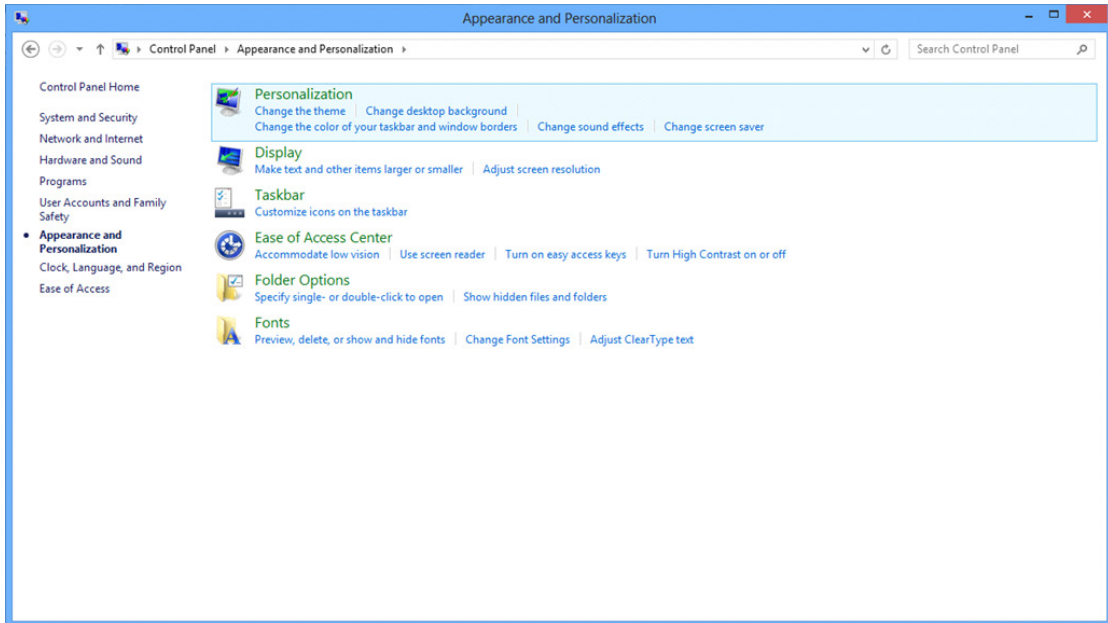 Appearance and Personalization
Control Panel Appearance and Personalization
Search Control Panel
Control Panel Home
System and Security
Network and Internet
Hardware and Sound
Programs
User Accounts and Family
Safety
Appearance and
Personalization
Clock, Language, and Region
Ease of Access
Personalization
Change the theme Change desktop background
Change the color of your taskbar and window borders Change sound effects Change screen saver
Display
Make text and other items larger or smaller Adjust screen resolution
Taskbar
Customize icons on the taskbar
Ease of Access Center
Accommodate low vision Use screen reader Turn on easy access keys Turn High Contrast on or off
Folder Options
Specify single- or double-click to open Show hidden files and folders
Fonts
Preview, delete, or show and hide fonts Change Font Settings Adjust ClearType text